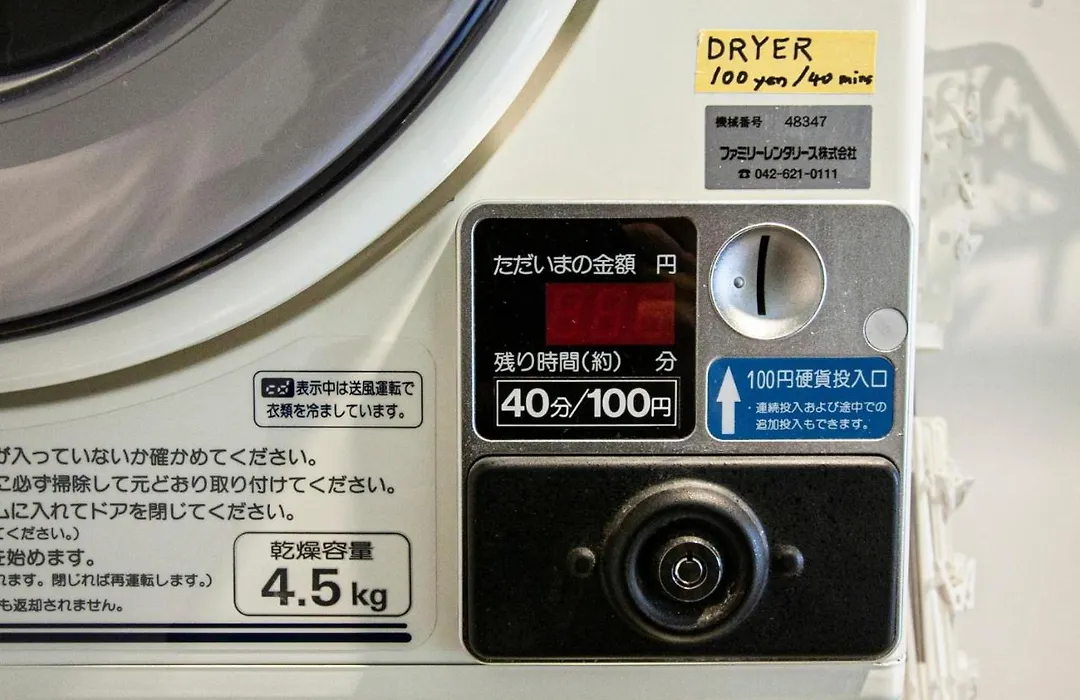 DRYER
100 yen/40 mins
機械番号 48347
ファミリーレンタリース株式会社
☎ 042-621-0111
ただいまの金額 円
残り時間(約) 分
40分/100円
100円硬貨投入口
・連続投入および途中での
追加投入もできます。
表示中は送風運転で
衣類を冷ましています。
が入っていないか確かめてください。
に必ず掃除して元どおり取り付けてください。
ムに入れてドアを閉じてください。
てください。)
を始めます。
れます。閉じれば再運転します。)
も返却されません。
乾燥容量
4.5 kg